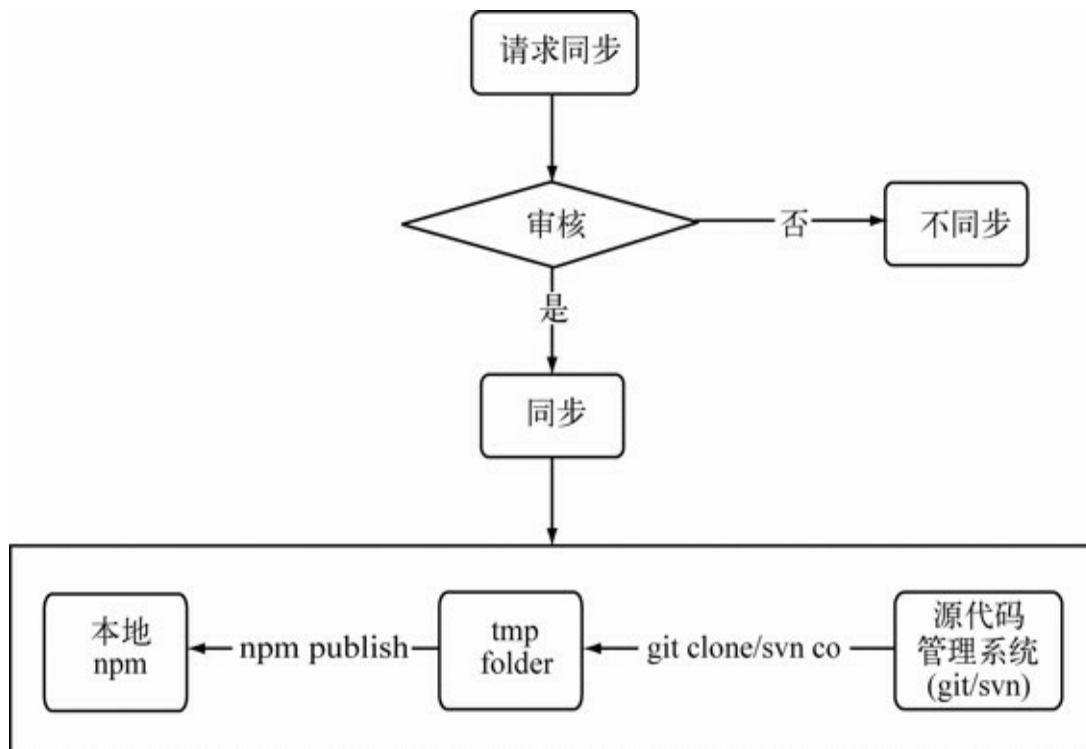 请求同步
审核
否
不同步
是
同步
本地
npm
npm publish
tmp
folder
git clone/svn co
源代码
管理系统
(git/svn)